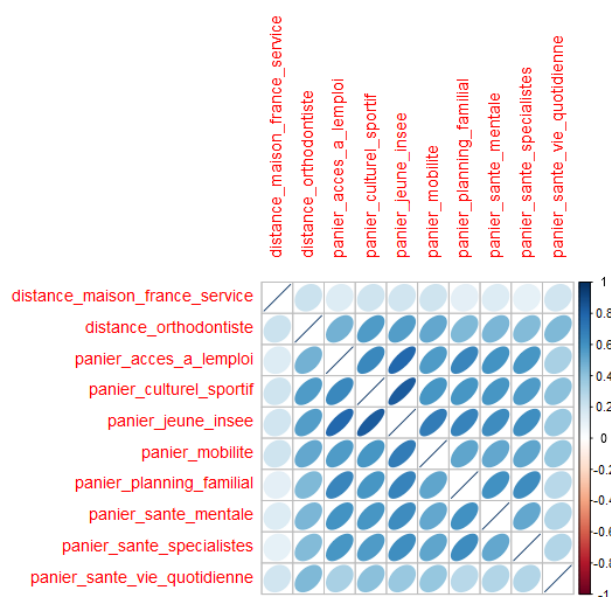 distance_maison_france_service
distance_orthodontiste
panier_acces_a_lemploi
panier_culturel_sportif
panier_jeune_insee
panier_mobilite
panier_planning_familial
panier_sante_mentale
panier_sante_specialistes
panier_sante_vie_quotidienne
distance_maison_france_service
distance_orthodontiste
panier_acces_a_lemploi
panier_culturel_sportif
panier_jeune_insee
panier_mobilite
panier_planning_familial
panier_sante_mentale
panier_sante_specialistes
panier_sante_vie_quotidienne
1
0.8
0.6
0.4
0.2
0
-0.2
-0.4
-0.6
-0.8
-1